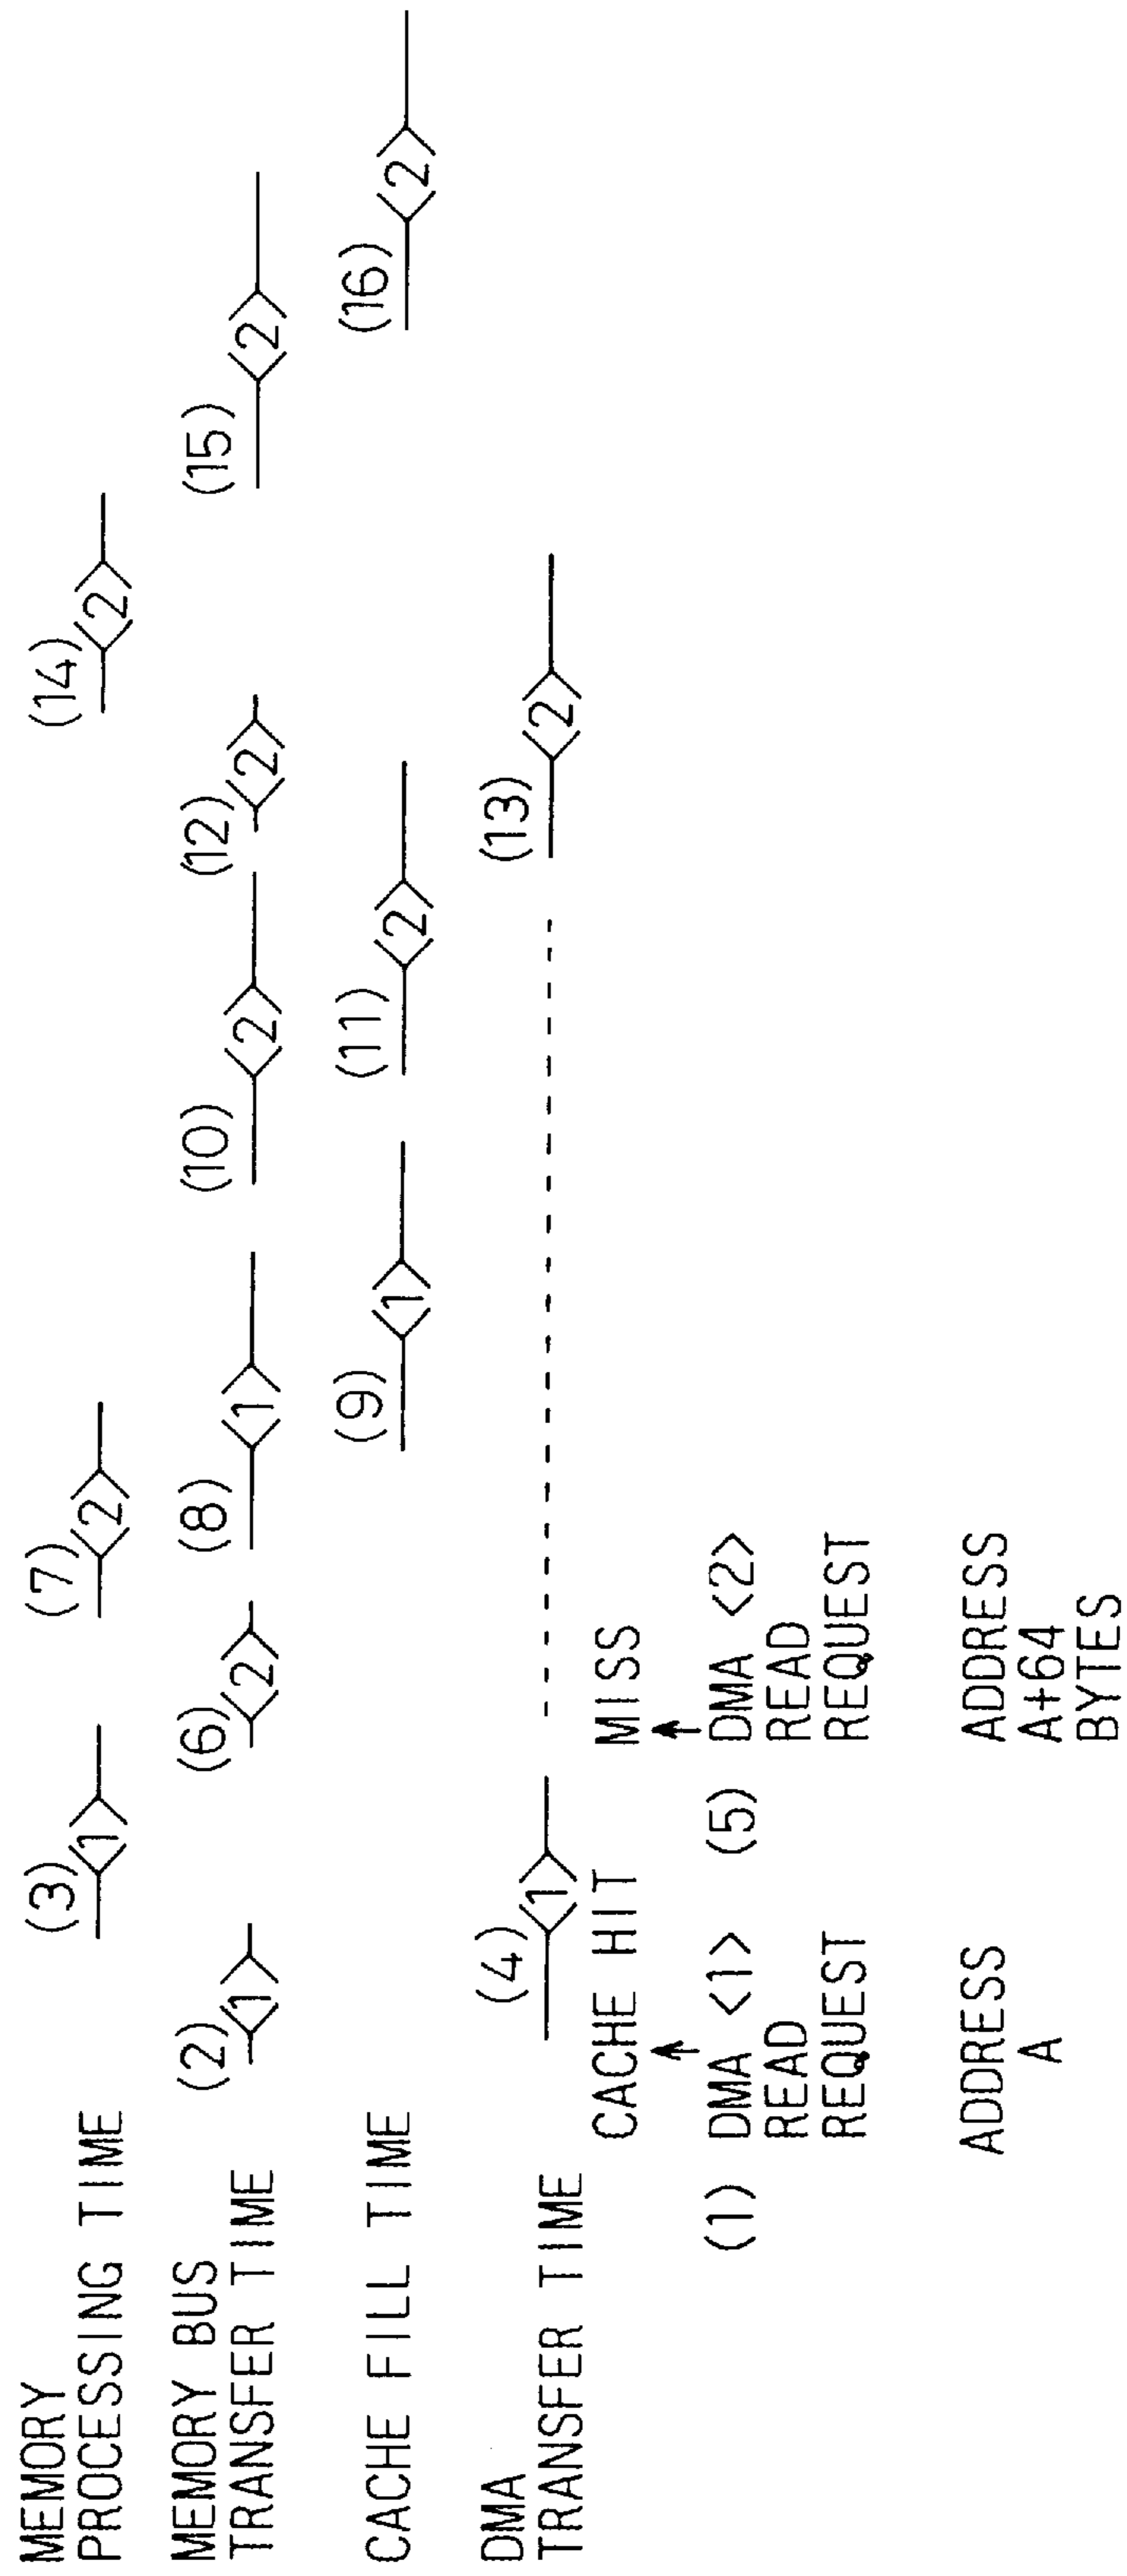 MEMORY
PROCESSING TIME
(3)
<1>
(7)
<2>
(14)
<2>
MEMORY BUS
TRANSFER TIME
(2)
<1>
(6)
<2>
(8)
<1>
(10)
<2>
(12)
<2>
(15)
<2>
CACHE FILL TIME
(9)
<1>
(11)
<2>
(16)
<2>
DMA
TRANSFER TIME
(4)
<1>
(13)
<2>
CACHE HIT
MISS
(1) DMA <1>
READ
REQUEST
(5) DMA <2>
READ
REQUEST
ADDRESS
A
ADDRESS
A+64
BYTES